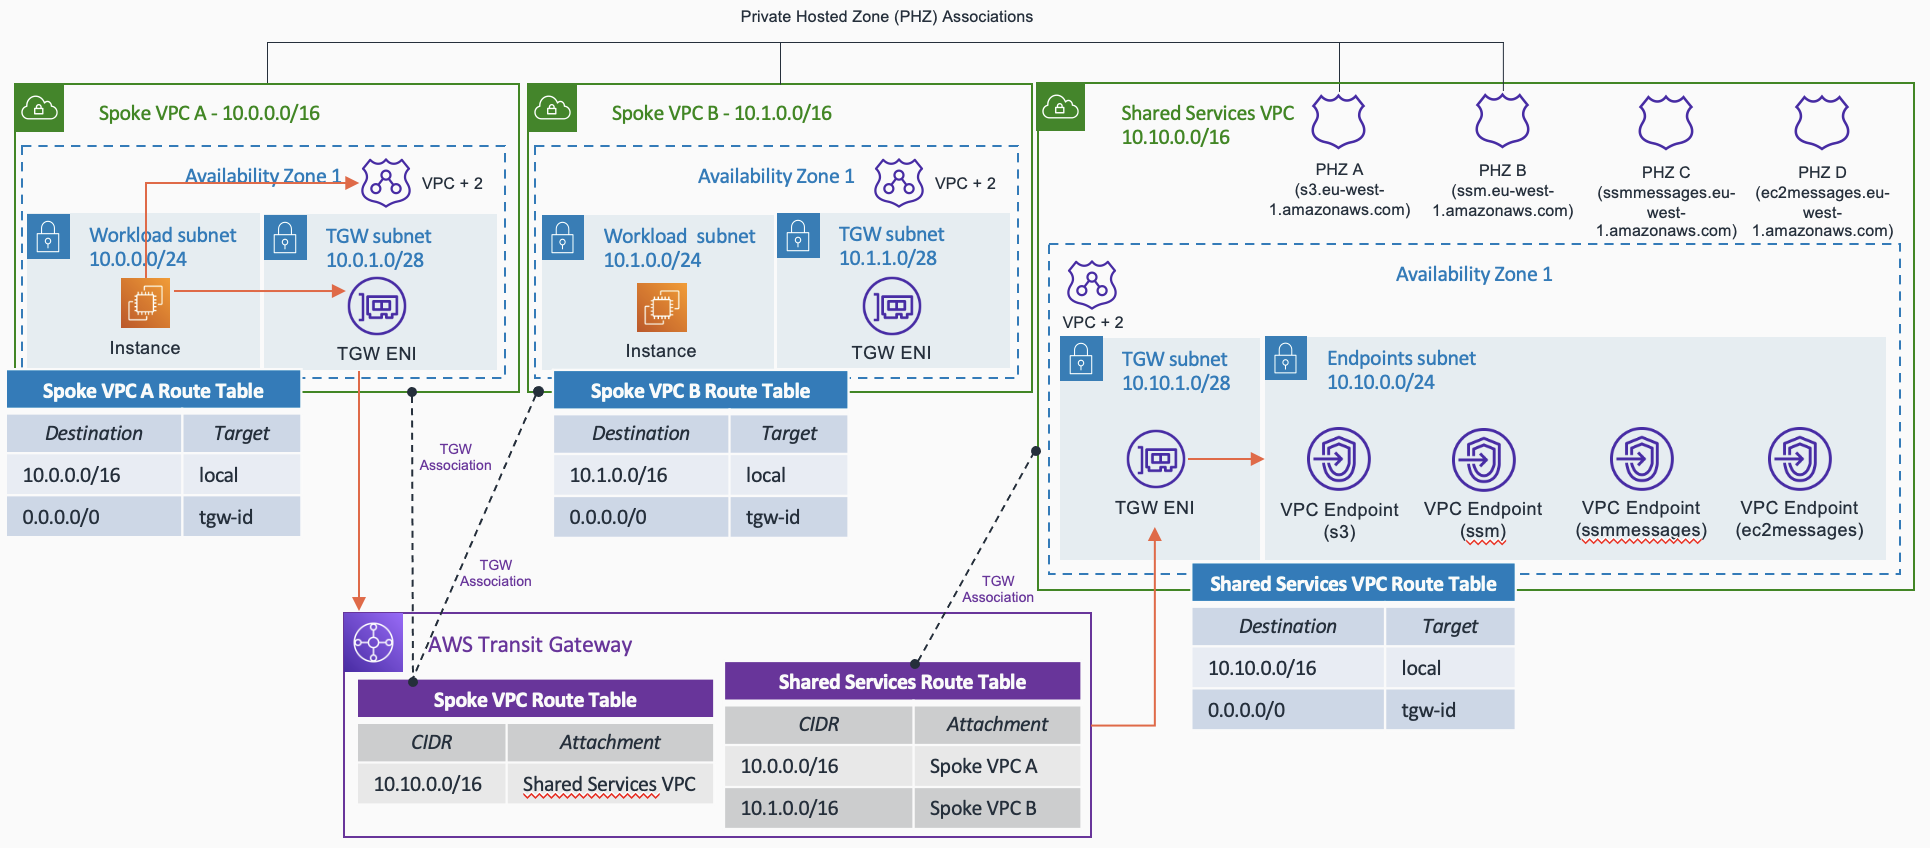 Private Hosted Zone (PHZ) Associations
Spoke VPC A - 10.0.0.0/16
Availability Zone 1
VPC + 2
Workload subnet
10.0.0.0/24
TGW subnet
10.0.1.0/28
Instance
TGW ENI
Spoke VPC A Route Table
Destination Target
10.0.0.0/16 local
0.0.0.0/0 tgw-id
Spoke VPC B - 10.1.0.0/16
Availability Zone 1
VPC + 2
Workload subnet
10.1.0.0/24
TGW subnet
10.1.1.0/28
Instance
TGW ENI
Spoke VPC B Route Table
Destination Target
10.1.0.0/16 local
0.0.0.0/0 tgw-id
Shared Services VPC
10.10.0.0/16
PHZ A
(s3.eu-west-
1.amazonaws.com)
PHZ B
(ssm.eu-west-
1.amazonaws.com)
PHZ C
(ssmmessages.eu-
west-
1.amazonaws.com)
PHZ D
(ec2messages.eu-
west-
1.amazonaws.com)
Availability Zone 1
VPC + 2
TGW subnet
10.10.1.0/28
Endpoints subnet
10.10.0.0/24
TGW ENI
VPC Endpoint
(s3)
VPC Endpoint
(ssm)
VPC Endpoint
(ssmmessages)
VPC Endpoint
(ec2messages)
Shared Services VPC Route Table
Destination Target
10.10.0.0/16 local
0.0.0.0/0 tgw-id
TGW
Association
TGW
Association
TGW
Association
AWS Transit Gateway
Spoke VPC Route Table
CIDR Attachment
10.10.0.0/16 Shared Services VPC
Shared Services Route Table
CIDR Attachment
10.0.0.0/16 Spoke VPC A
10.1.0.0/16 Spoke VPC B